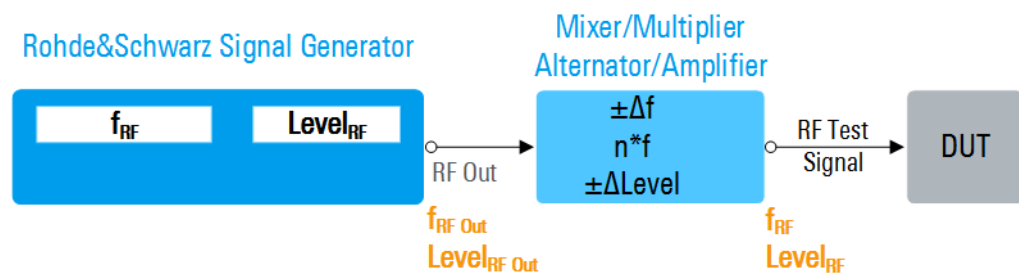 Rohde&Schwarz Signal Generator
Mixer/Multiplier
Alternator/Amplifier
fRF
LevelRF
RF Out
fRF Out
LevelRF Out
±Δf
n*f
±ΔLevel
RF Test
Signal
fRF
LevelRF
DUT